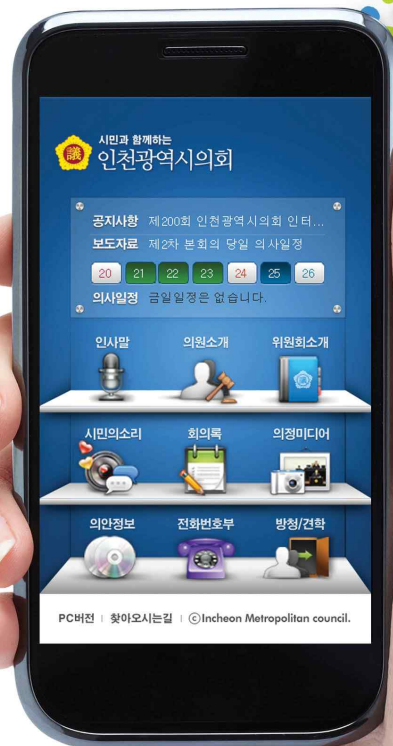 시민과 함께하는
議 인천광역시의회
공지사항 제200회 인천광역시의회 인터...
보도자료 제2차 본회의 당일 의사일정
20 21 22 23 24 25 26
의사일정 금일일정은 없습니다.
인사말 의원소개 위원회소개
시민의소리 회의록 의정미디어
의안정보 전화번호부 방청/견학
PC버전 | 찾아오시는길 | ⓒIncheon Metropolitan council.